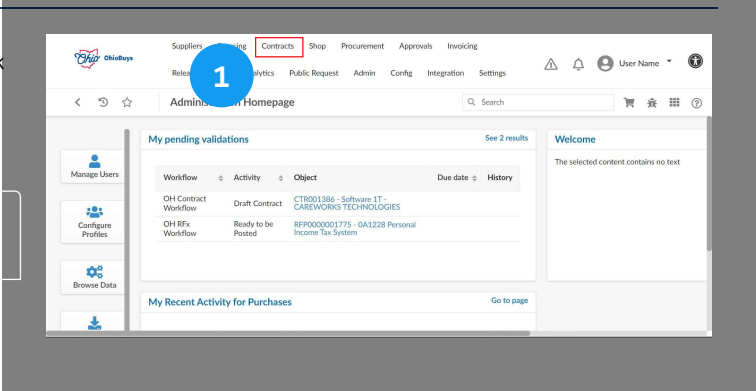 Ohio OhioBuys
Suppliers Contracts Shop Procurement Approvals Invoicing
Public Request Admin Config Integration Settings
User Name
1
Homepage
Search
My pending validations
See 2 results
Welcome
The selected content contains no text
Manage Users
Configure
Profiles
Browse Data
Workflow Activity Object Due date History
OH Contract
Workflow
Draft Contract
CTR001386 - Software 1T -
CAREWORKS TECHNOLOGIES
OH RFx
Workflow
Ready to be
Posted
RFP0000001775 - 0A1228 Personal
Income Tax System
My Recent Activity for Purchases
Go to page